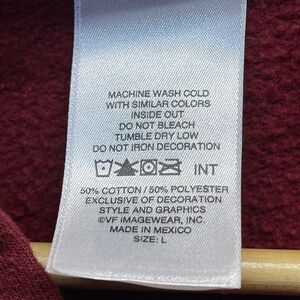 MACHINE WASH COLD
WITH SIMILAR COLORS
INSIDE OUT
DO NOT BLEACH
TUMBLE DRY LOW
DO NOT IRON DECORATION
INT
50% COTTON / 50% POLYESTER
EXCLUSIVE OF DECORATION
STYLE AND GRAPHICS
©VF IMAGEWEAR, INC.
MADE IN MEXICO
SIZE: L